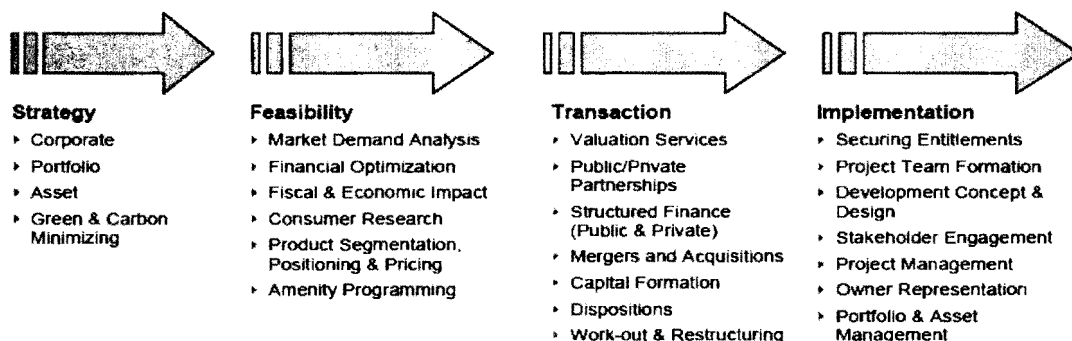 Strategy
▸ Corporate
▸ Portfolio
▸ Asset
▸ Green & Carbon
Minimizing
Feasibility
▸ Market Demand Analysis
▸ Financial Optimization
▸ Fiscal & Economic Impact
▸ Consumer Research
▸ Product Segmentation,
Positioning & Pricing
▸ Amenity Programming
Transaction
▸ Valuation Services
▸ Public/Private
Partnerships
▸ Structured Finance
(Public & Private)
▸ Mergers and Acquisitions
▸ Capital Formation
▸ Dispositions
▸ Work-out & Restructuring
Implementation
▸ Securing Entitlements
▸ Project Team Formation
▸ Development Concept &
Design
▸ Stakeholder Engagement
▸ Project Management
▸ Owner Representation
▸ Portfolio & Asset
Management